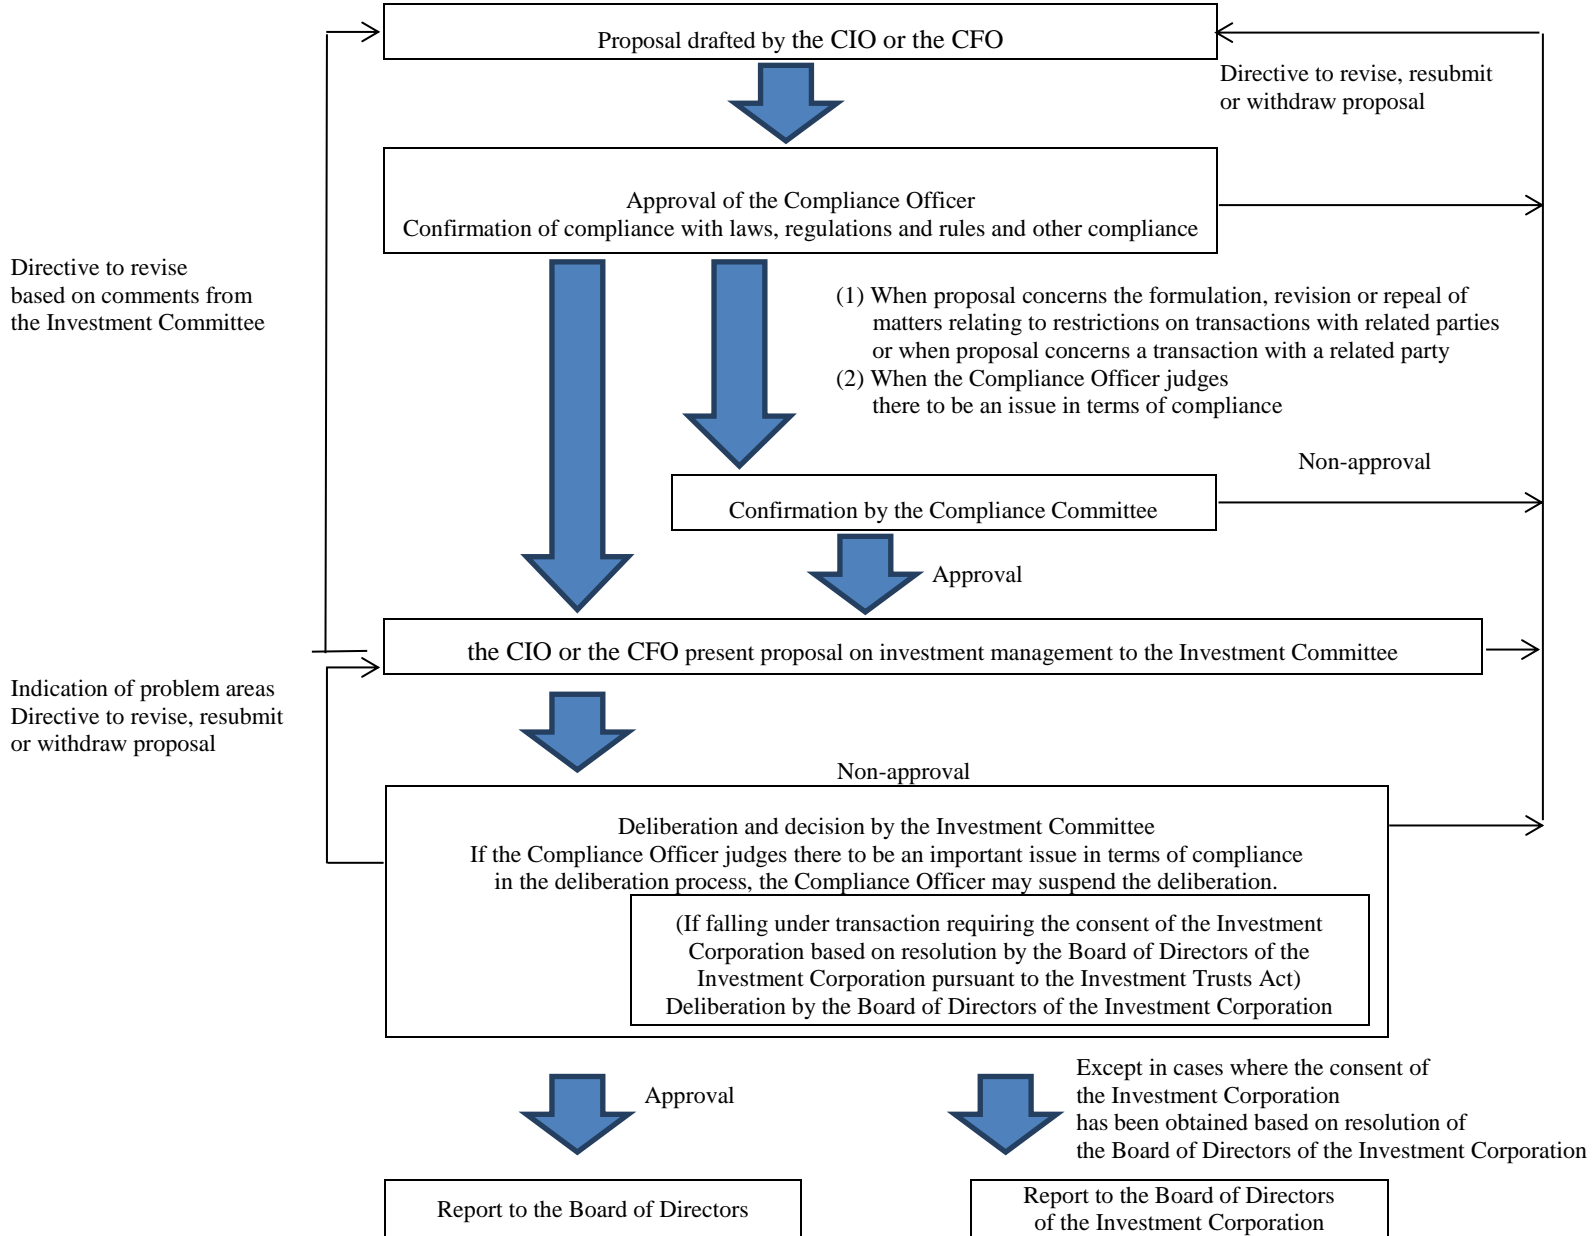 Proposal drafted by the CIO or the CFO
Directive to revise, resubmit
or withdraw proposal
Approval of the Compliance Officer
Confirmation of compliance with laws, regulations and rules and other compliance
Directive to revise
based on comments from
the Investment Committee
(1) When proposal concerns the formulation, revision or repeal of
matters relating to restrictions on transactions with related parties
or when proposal concerns a transaction with a related party
(2) When the Compliance Officer judges
there to be an issue in terms of compliance
Non-approval
Confirmation by the Compliance Committee
Approval
the CIO or the CFO present proposal on investment management to the Investment Committee
Indication of problem areas
Directive to revise, resubmit
or withdraw proposal
Non-approval
Deliberation and decision by the Investment Committee
If the Compliance Officer judges there to be an important issue in terms of compliance
in the deliberation process, the Compliance Officer may suspend the deliberation.
(If falling under transaction requiring the consent of the Investment
Corporation based on resolution by the Board of Directors of the
Investment Corporation pursuant to the Investment Trusts Act)
Deliberation by the Board of Directors of the Investment Corporation
Approval
Except in cases where the consent of
the Investment Corporation
has been obtained based on resolution of
the Board of Directors of the Investment Corporation
Report to the Board of Directors
Report to the Board of Directors
of the Investment Corporation